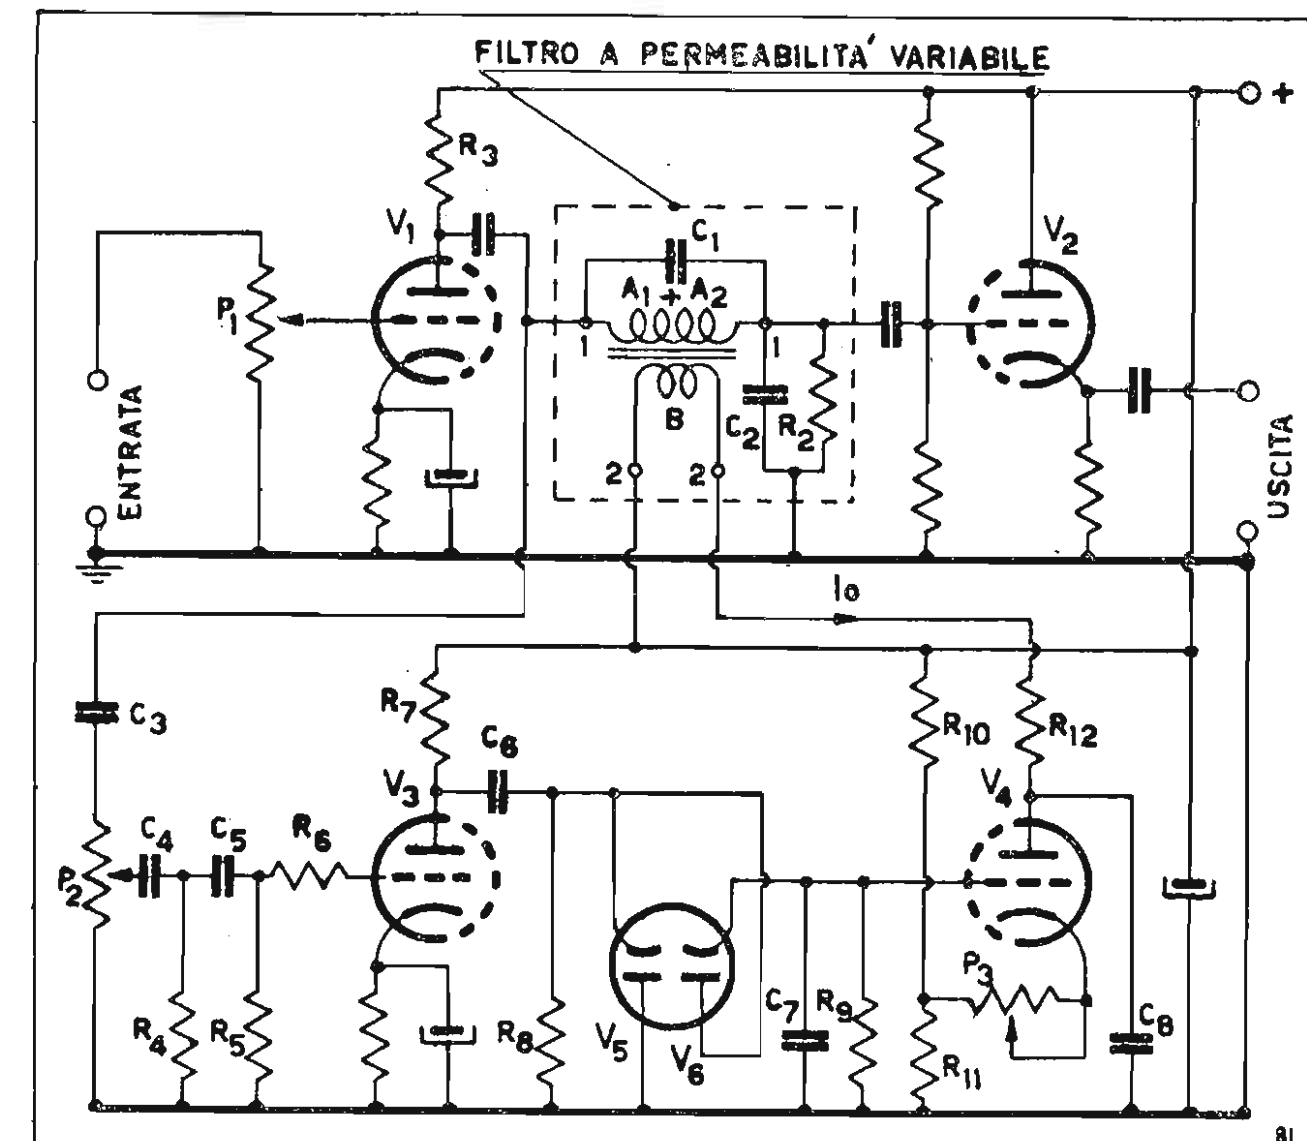 FILTRO A PERMEABILITA' VARIABILE
+
R3
V1
C1
V2
A1 + A2
P1
1
1
B
C2
R2
2
2
ENTRATA
USCITA
Io
R7
C3
C6
R10
R12
V3
V4
C4
C5
R6
P2
P3
C7
R9
C8
R4
R5
R8
V5
V6
R11
81